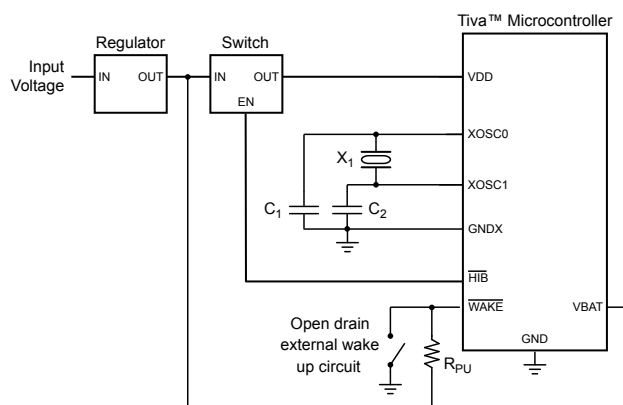 Tiva™ Microcontroller
Regulator
Switch
Input
Voltage
IN
OUT
IN
OUT
EN
VDD
XOSC0
X1
XOSC1
C1
C2
GNDX
HIB
WAKE
VBAT
Open drain
external wake
up circuit
RPU
GND